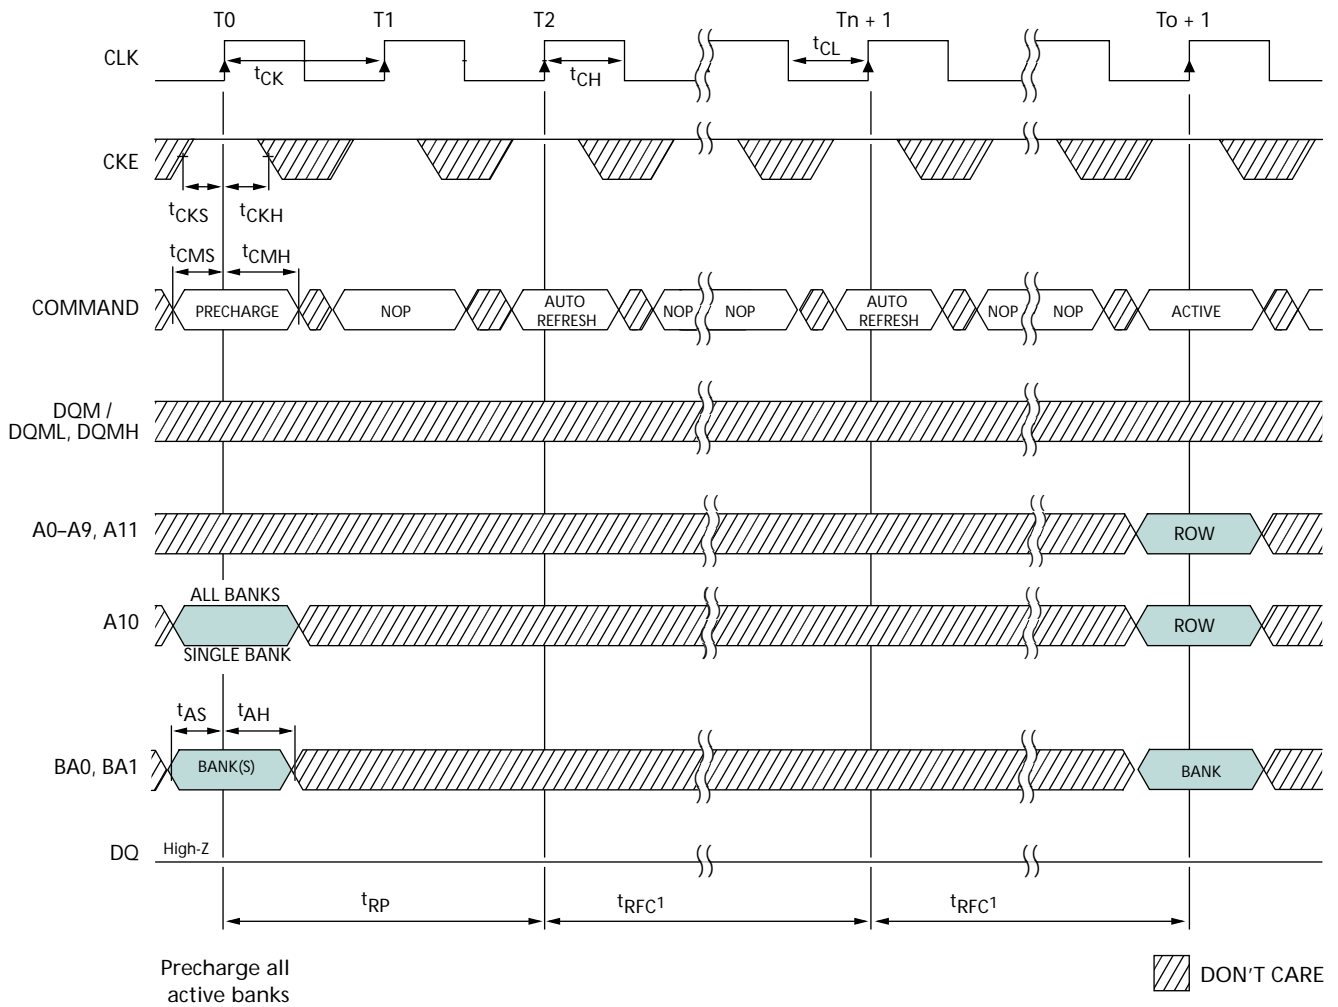 T0 T1 T2 Tn + 1 To + 1
CLK
tCK tCH tCL
CKE
tCKS tCKH
tCMS tCMH
COMMAND PRECHARGE NOP AUTO REFRESH NOP NOP AUTO REFRESH NOP NOP ACTIVE
DQM /
DQML, DQMH
A0–A9, A11 ROW
ALL BANKS
A10 ROW
SINGLE BANK
tAS tAH
BA0, BA1 BANK(S) BANK
DQ High-Z
tRP tRFC1 tRFC1
Precharge all
active banks
DON'T CARE